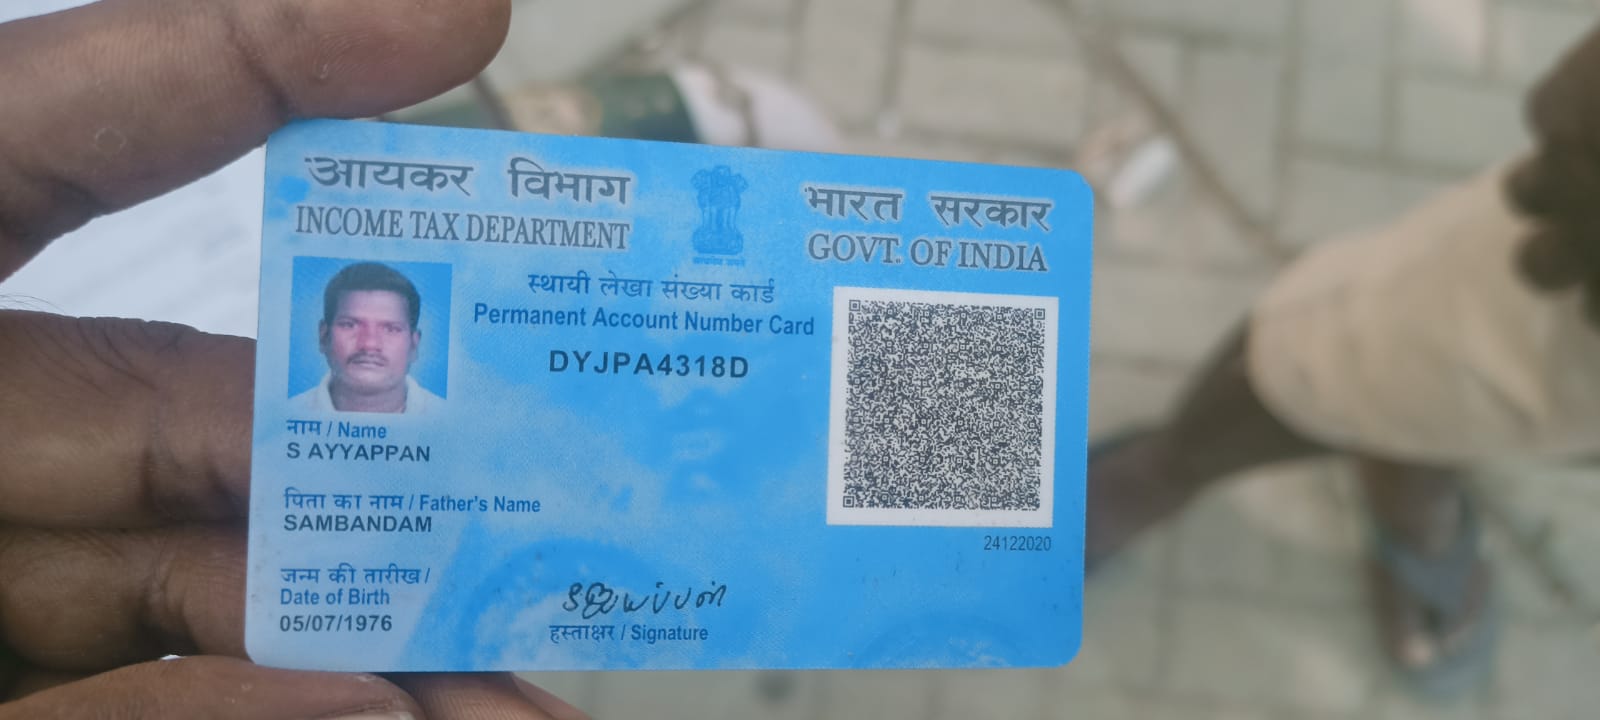 आयकर विभाग
INCOME TAX DEPARTMENT
भारत सरकार
GOVT. OF INDIA
स्थायी लेखा संख्या कार्ड
Permanent Account Number Card
DYJPA4318D
नाम / Name
S AYYAPPAN
पिता का नाम / Father's Name
SAMBANDAM
जन्म की तारीख /
Date of Birth
05/07/1976
हस्ताक्षर / Signature
24122020